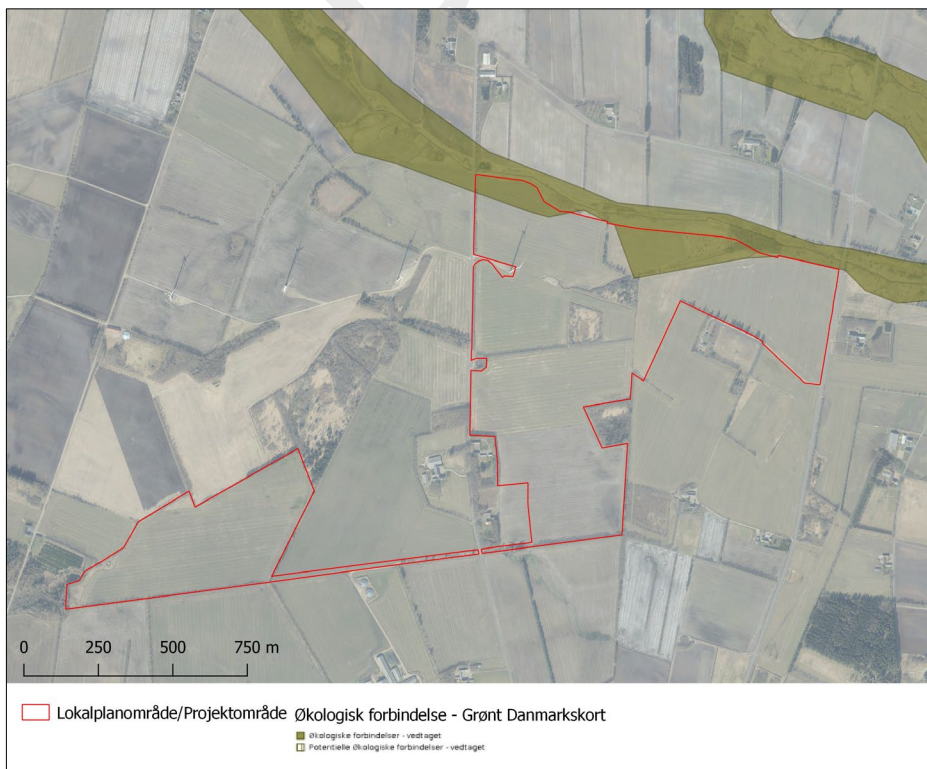 0 250 500 750 m
Lokalplanområde/Projektområde Økologisk forbindelse - Grønt Danmarkskort
Økologiske forbindelser - vedtaget
Potentielle Økologiske forbindelser - vedtaget